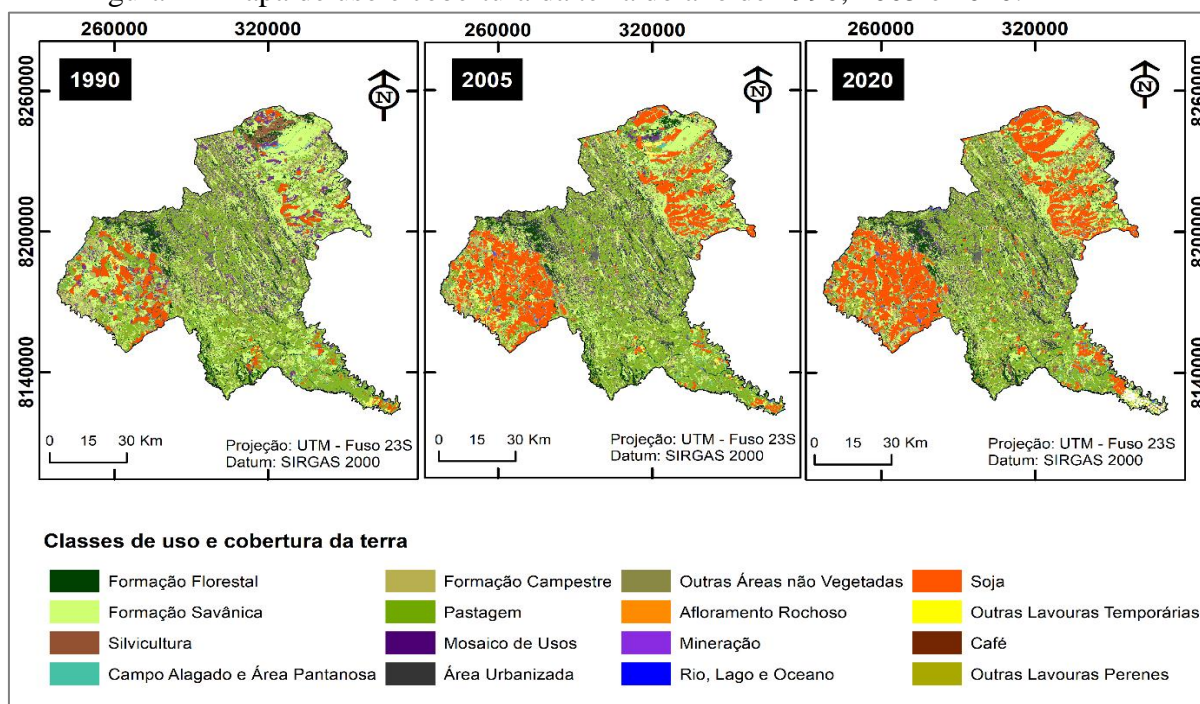 260000 320000 260000 320000 260000 320000
8260000 1990 N 2005 N 2020 N 8260000
8200000 8200000
8140000 8140000
0 15 30 Km Projeção: UTM - Fuso 23S 0 15 30 Km Projeção: UTM - Fuso 23S 0 15 30 Km Projeção: UTM - Fuso 23S
Datum: SIRGAS 2000 Datum: SIRGAS 2000 Datum: SIRGAS 2000
Classes de uso e cobertura da terra
Formação Florestal Formação Campestre Outras Áreas não Vegetadas Soja
Formação Savânica Pastagem Afloramento Rochoso Outras Lavouras Temporárias
Silvicultura Mosaico de Usos Mineração Café
Campo Alagado e Área Pantanosa Área Urbanizada Rio, Lago e Oceano Outras Lavouras Perenes